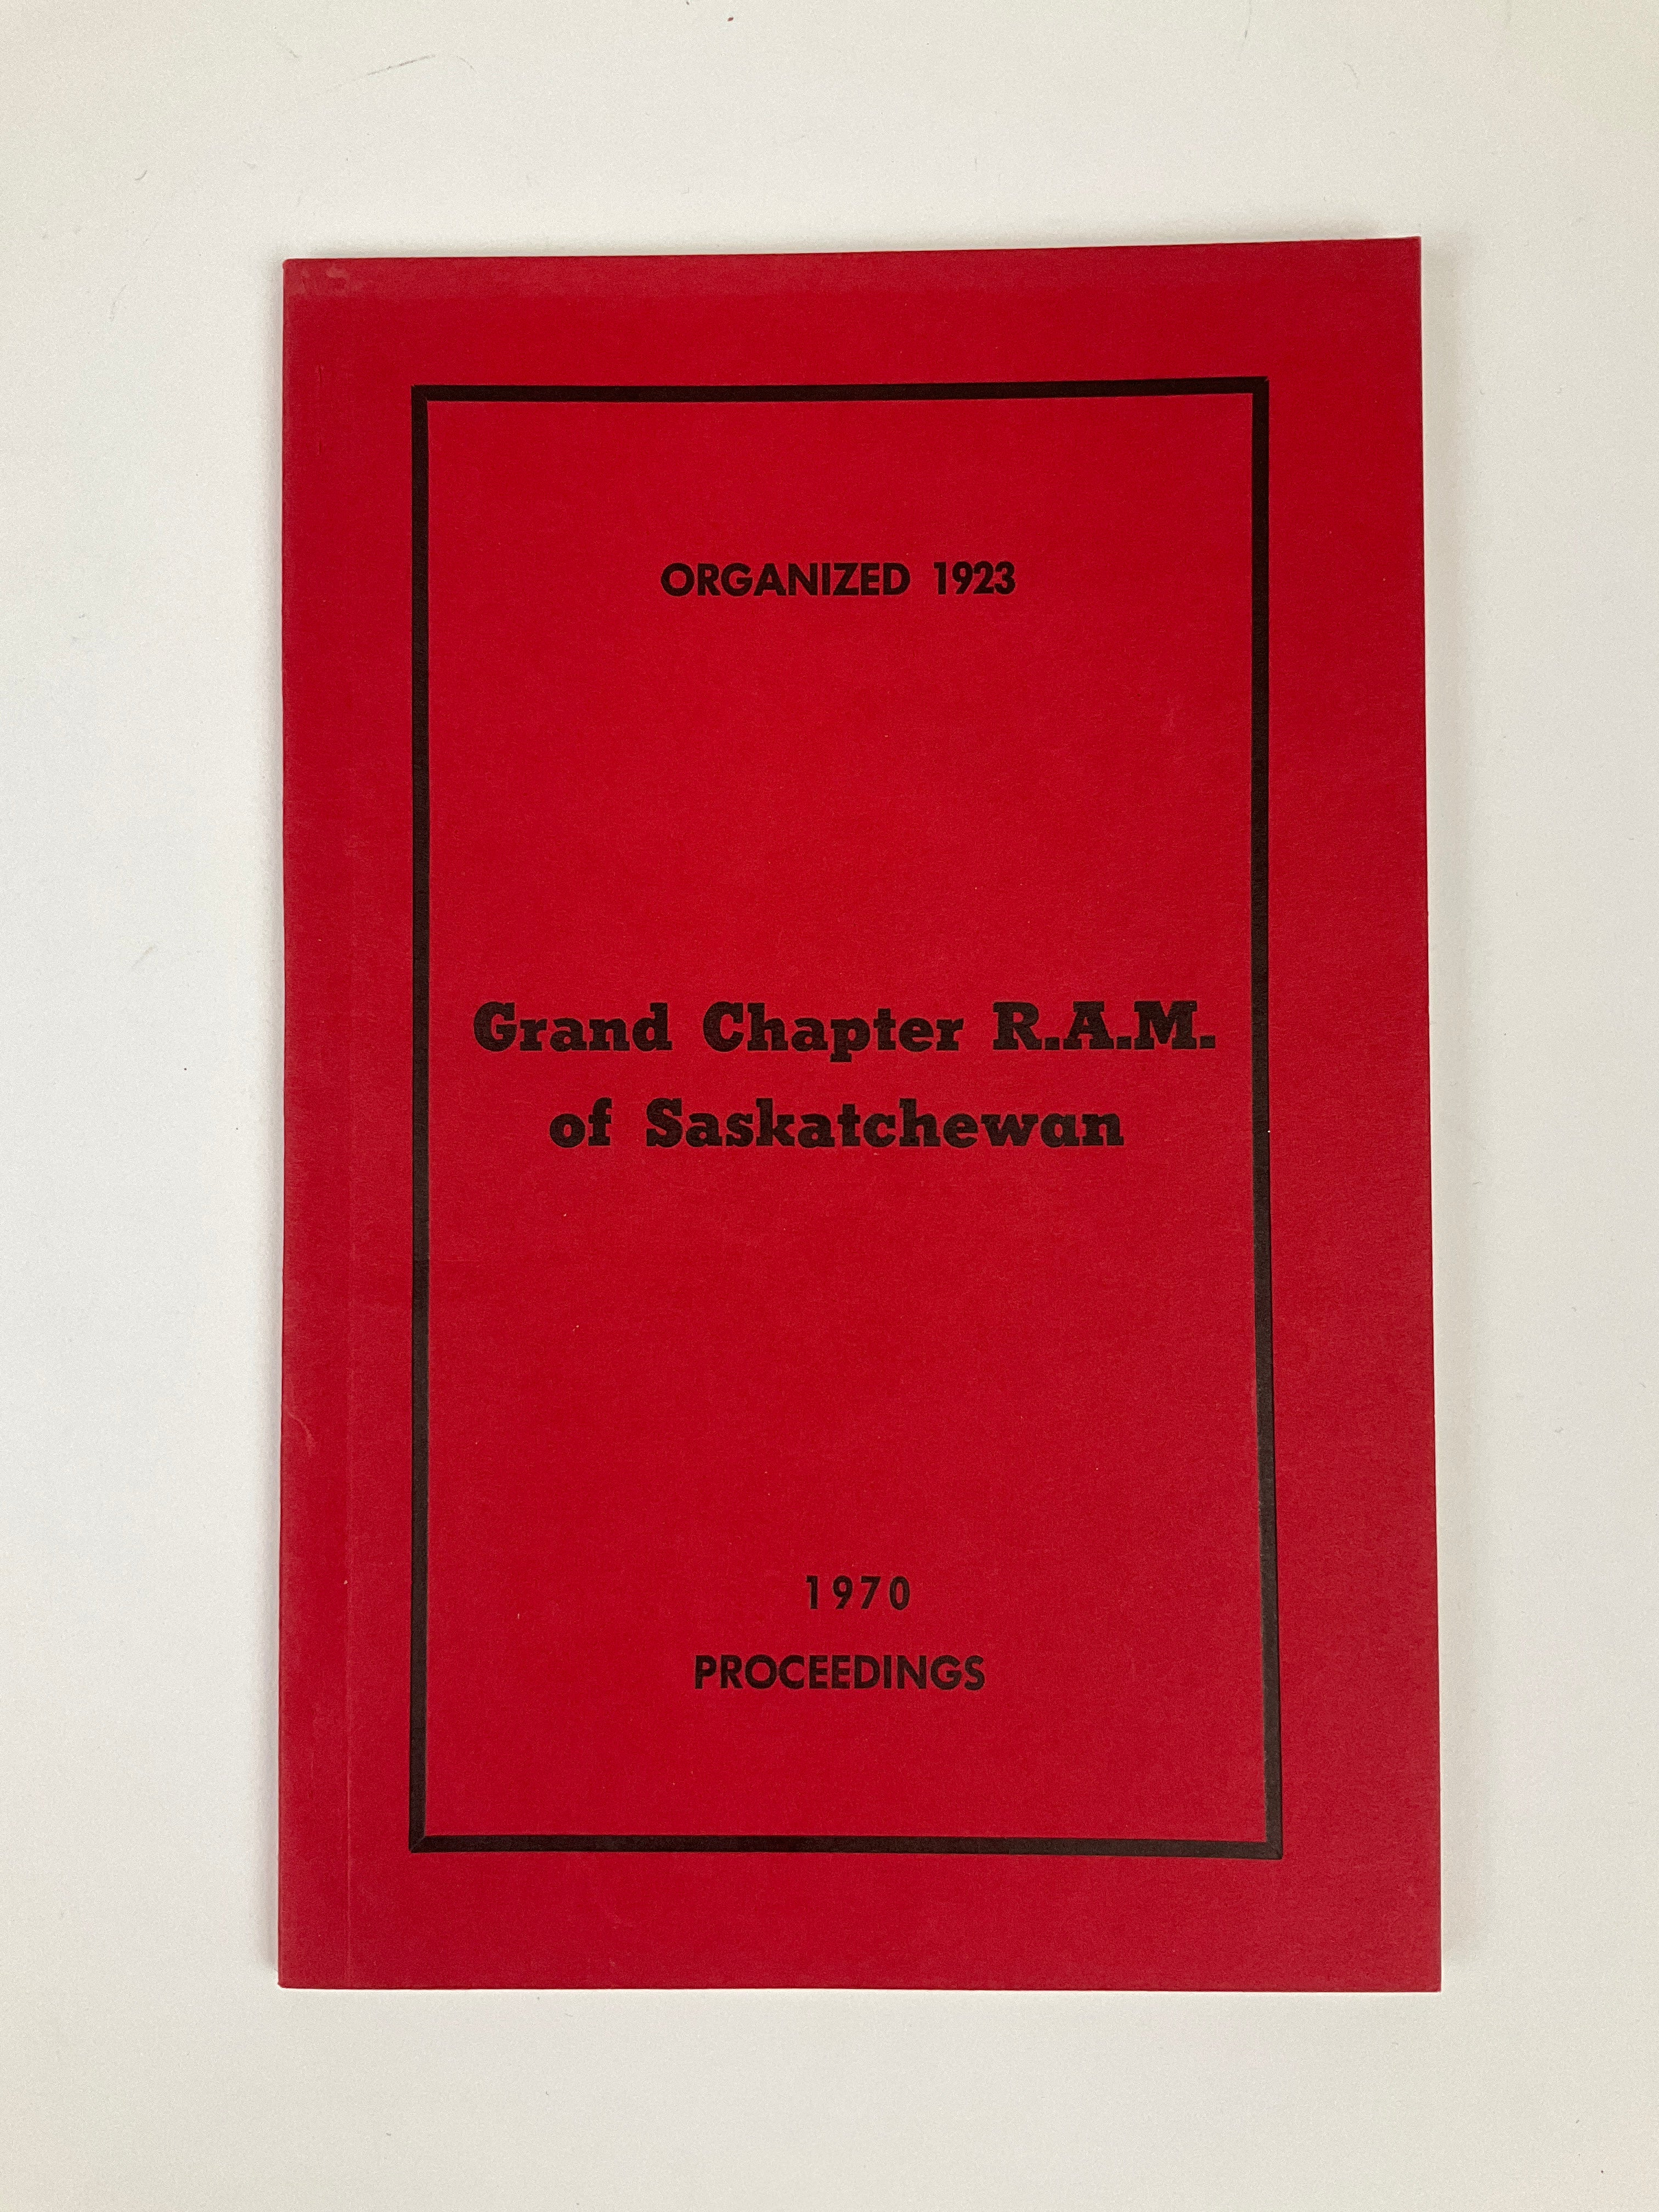 ORGANIZED 1923
Grand Chapter R.A.M.
of Saskatchewan
1970
PROCEEDINGS